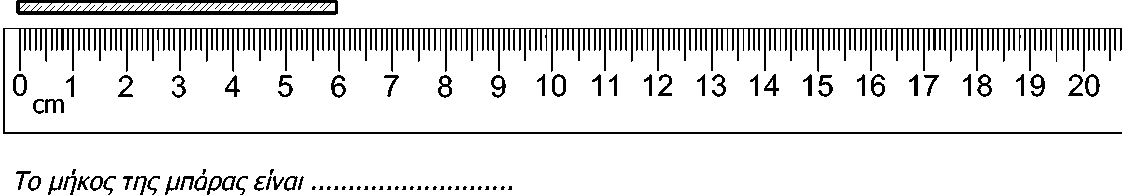 0 1 2 3 4 5 6 7 8 9 10 11 12 13 14 15 16 17 18 19 20
cm
Το μήκος της μπάρας είναι ...........................